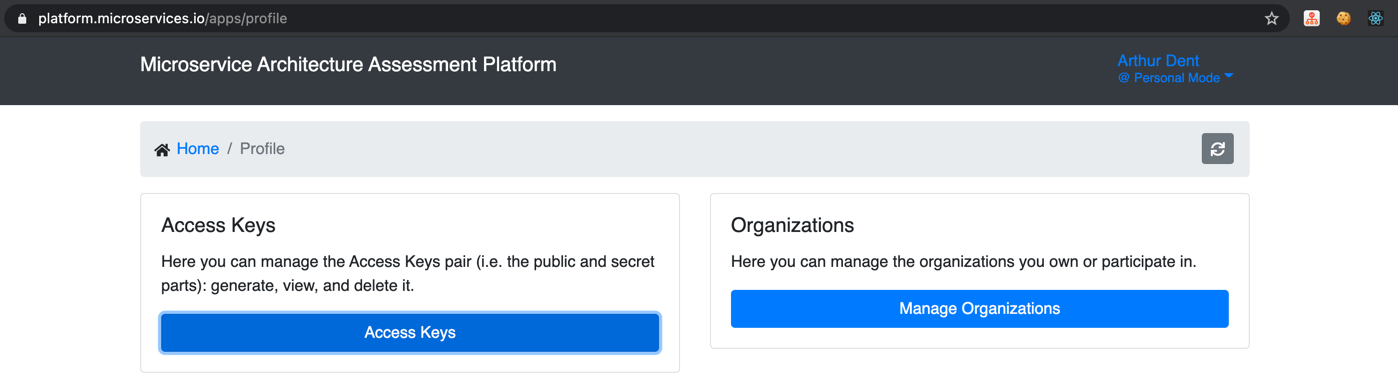 platform.microservices.io/apps/profile
Microservice Architecture Assessment Platform
Arthur Dent
@ Personal Mode
Home / Profile
Access Keys
Here you can manage the Access Keys pair (i.e. the public and secret
parts): generate, view, and delete it.
Access Keys
Organizations
Here you can manage the organizations you own or participate in.
Manage Organizations